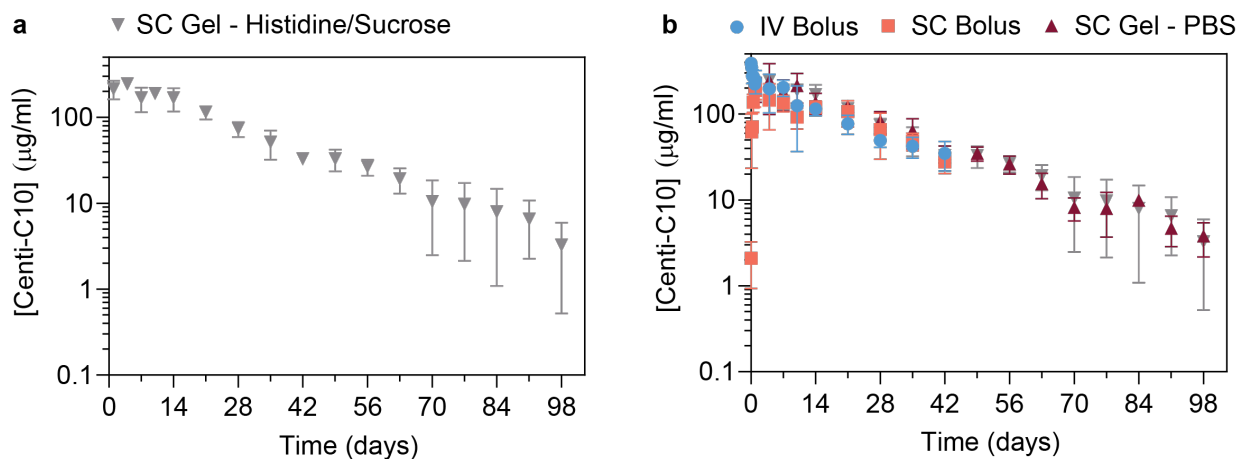 a
SC Gel - Histidine/Sucrose
[Centi-C10] (μg/ml)
100
10
1
0.1
0 14 28 42 56 70 84 98
Time (days)
b
IV Bolus SC Bolus SC Gel - PBS
[Centi-C10] (μg/ml)
100
10
1
0.1
0 14 28 42 56 70 84 98
Time (days)